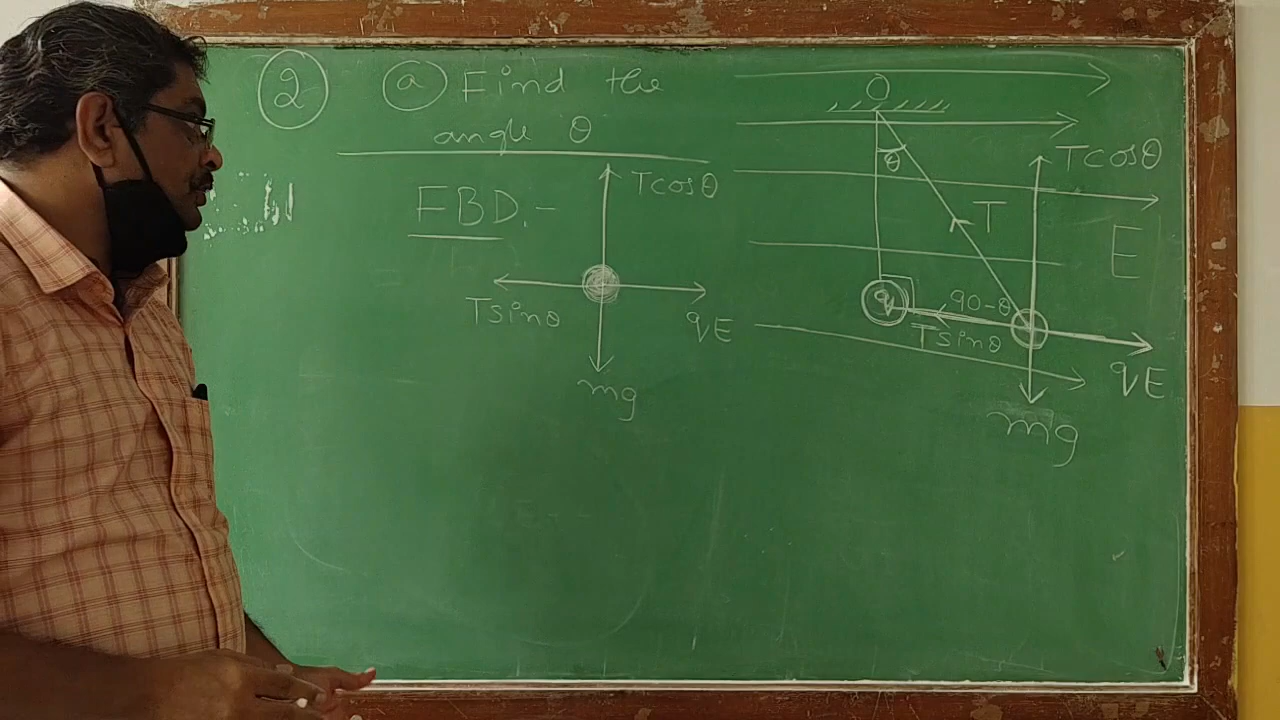 2 a Find the
angle θ
FBD:-
Tcosθ
Tsinθ
qE
mg
O
θ
T
Tcosθ
E
q
90-θ
Tsinθ
qE
mg